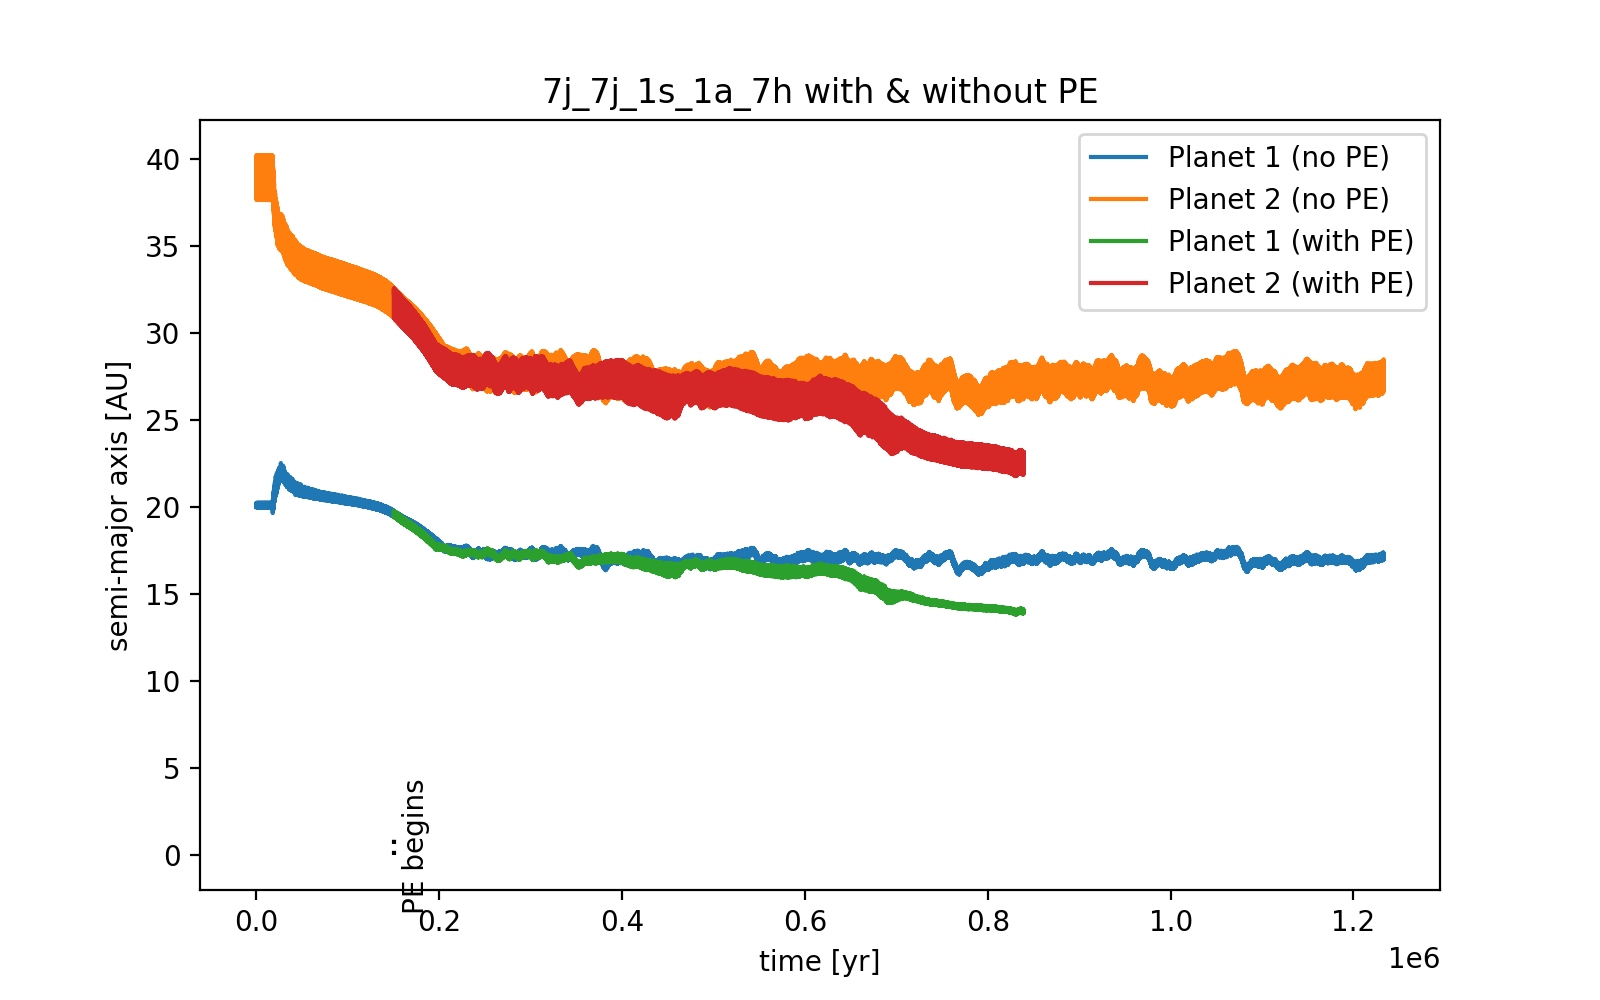 7j_7j_1s_1a_7h with & without PE
Planet 1 (no PE)
Planet 2 (no PE)
Planet 1 (with PE)
Planet 2 (with PE)
semi-major axis [AU]
40
35
30
25
20
15
10
5
0
PE begins
0.0
0.2
0.4
0.6
0.8
1.0
1.2
time [yr]
1e6